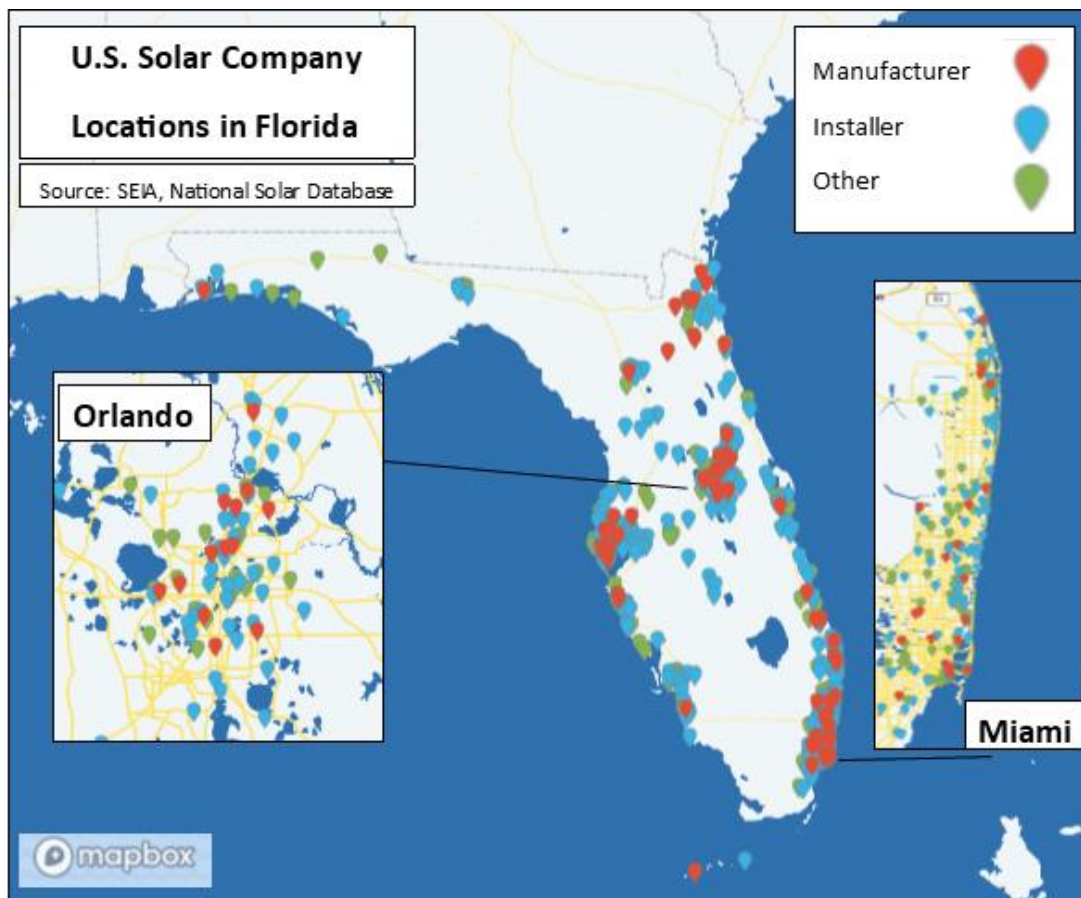 U.S. Solar Company
Locations in Florida
Source: SEIA, National Solar Database
Manufacturer
Installer
Other
Orlando
Miami
mapbox